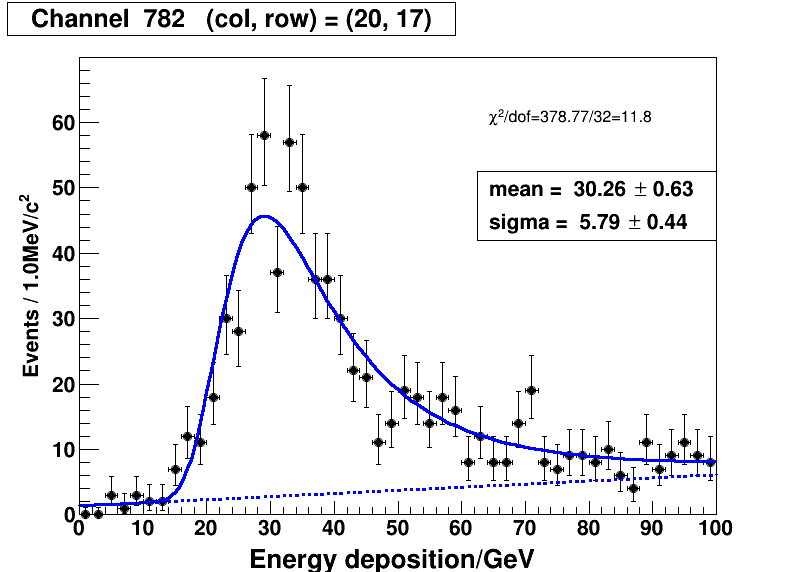 Channel  782   (col, row) = (20, 17)
χ²/dof=378.77/32=11.8
mean =  30.26 ± 0.63
sigma =  5.79 ± 0.44
Events / 1.0MeV/c²
60
50
40
30
20
10
0
0 10 20 30 40 50 60 70 80 90 100
Energy deposition/GeV